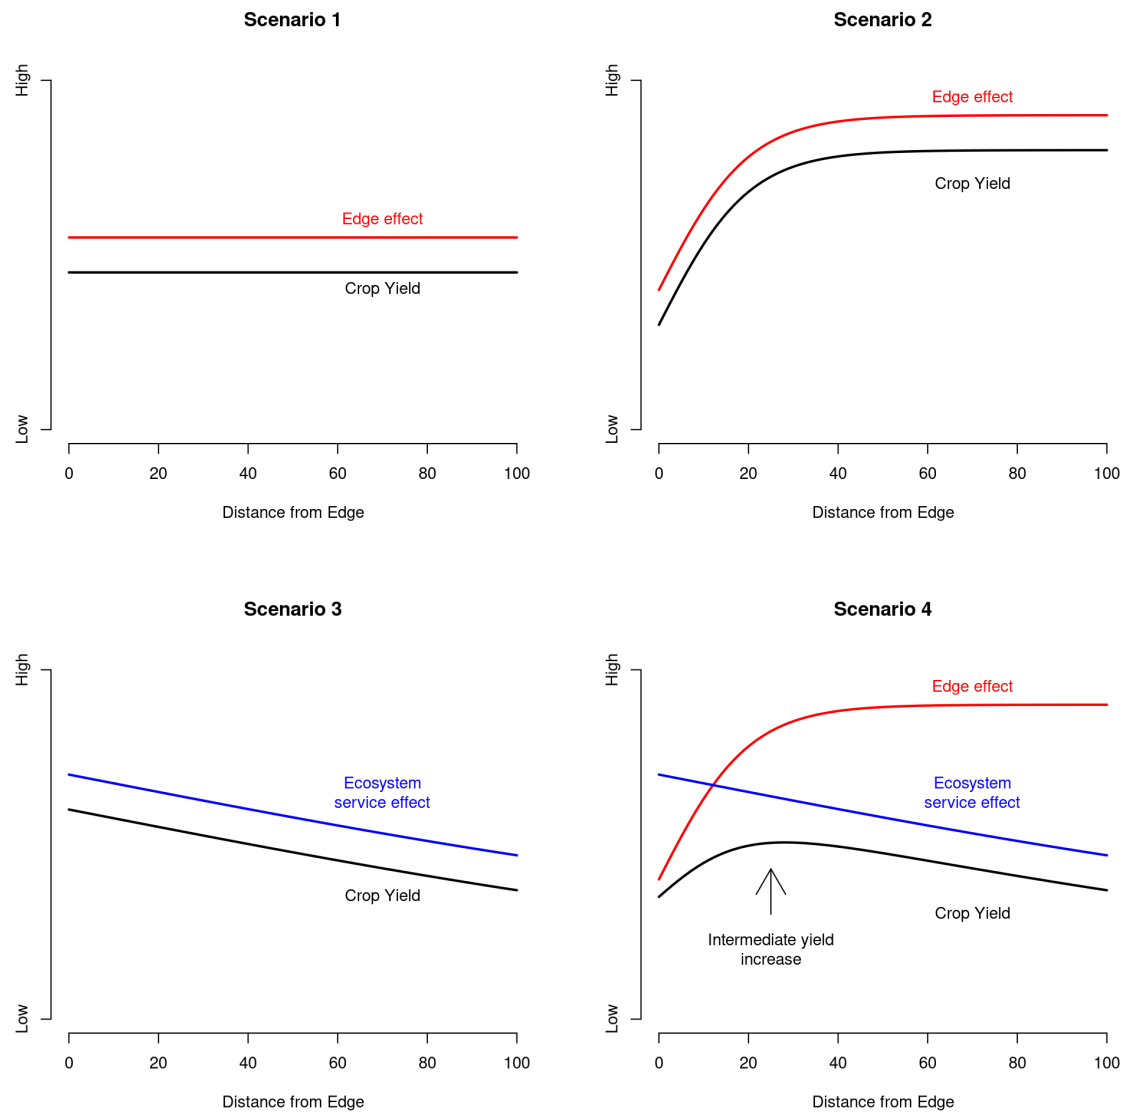 Scenario 1
High
Low
Edge effect
Crop Yield
0 20 40 60 80 100
Distance from Edge
Scenario 2
High
Low
Edge effect
Crop Yield
0 20 40 60 80 100
Distance from Edge
Scenario 3
High
Low
Ecosystem
service effect
Crop Yield
0 20 40 60 80 100
Distance from Edge
Scenario 4
High
Low
Edge effect
Ecosystem
service effect
Crop Yield
Intermediate yield
increase
0 20 40 60 80 100
Distance from Edge